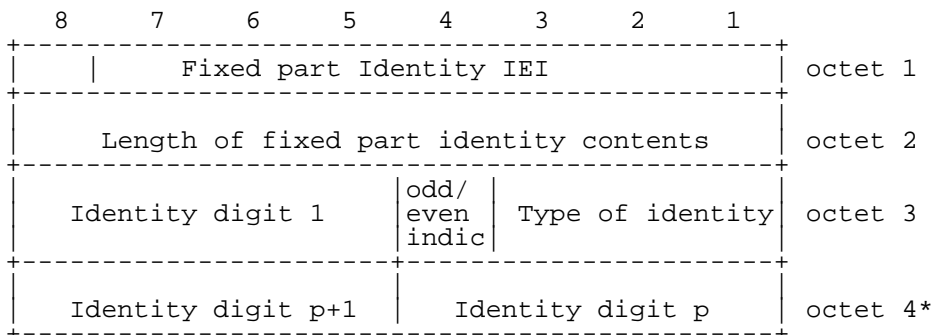 8 7 6 5 4 3 2 1
Fixed part Identity IEI octet 1
Length of fixed part identity contents octet 2
odd/
Identity digit 1 even Type of identity octet 3
indic
Identity digit p+1 Identity digit p octet 4*